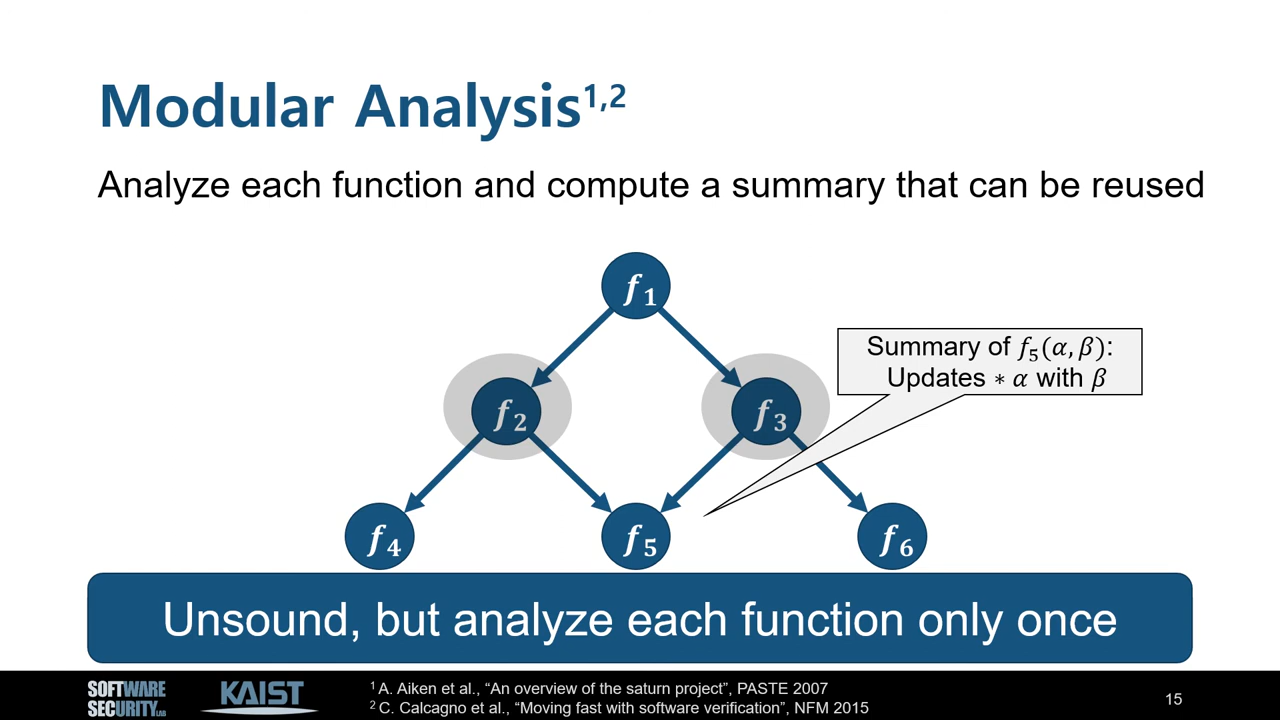 Modular Analysis1,2
Analyze each function and compute a summary that can be reused
f1
Summary of f5(α, β):
Updates ∗ α with β
f2
f3
f4
f5
f6
Unsound, but analyze each function only once
SOFTWARE
SECURITY LAB
KAIST
1 A. Aiken et al., “An overview of the saturn project”, PASTE 2007
2 C. Calcagno et al., “Moving fast with software verification”, NFM 2015
15